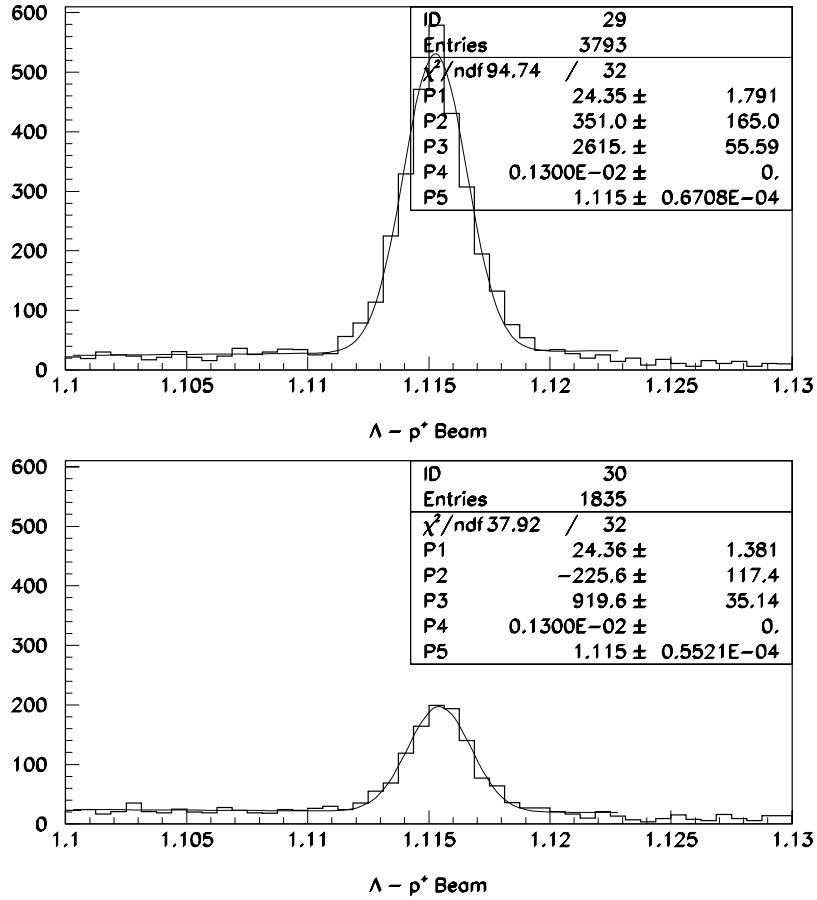 600
500
400
300
200
100
0
ID 29
Entries 3793
χ²/ndf 94.74 / 32
P1 24.35 ± 1.791
P2 351.0 ± 165.0
P3 2615. ± 55.59
P4 0.1300E−02 ± 0.
P5 1.115 ± 0.6708E−04
1.1 1.105 1.11 1.115 1.12 1.125 1.13
Λ − p⁺ Beam
600
500
400
300
200
100
0
ID 30
Entries 1835
χ²/ndf 37.92 / 32
P1 24.36 ± 1.381
P2 −225.6 ± 117.4
P3 919.6 ± 35.14
P4 0.1300E−02 ± 0.
P5 1.115 ± 0.5521E−04
1.1 1.105 1.11 1.115 1.12 1.125 1.13
Λ − p⁺ Beam